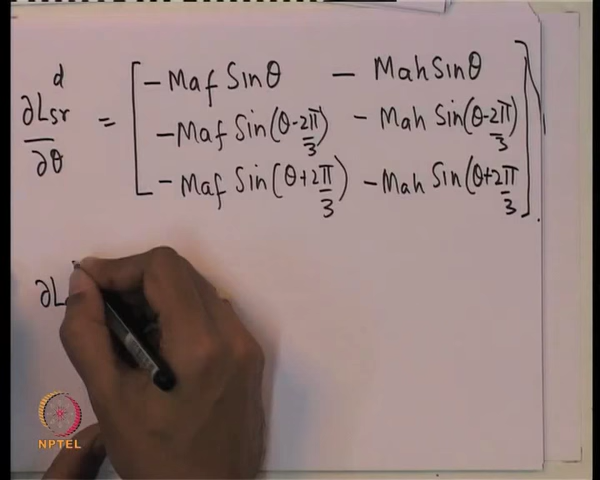 ∂Lsr^d / ∂θ = [ -Maf Sinθ   - Mah Sinθ
-Maf Sin(θ-2π/3)   - Mah Sin(θ-2π/3)
-Maf Sin(θ+2π/3)   -Mah Sin(θ+2π/3 ].
∂L
NPTEL